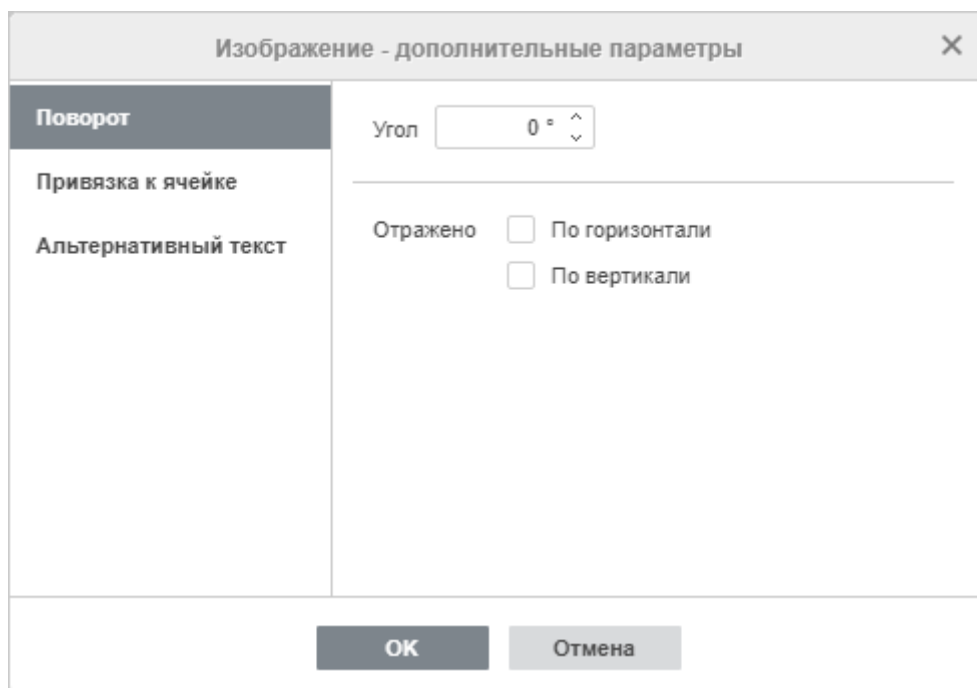 Изображение - дополнительные параметры
Поворот
Привязка к ячейке
Альтернативный текст
Угол 0 °
Отражено По горизонтали
По вертикали
OK Отмена